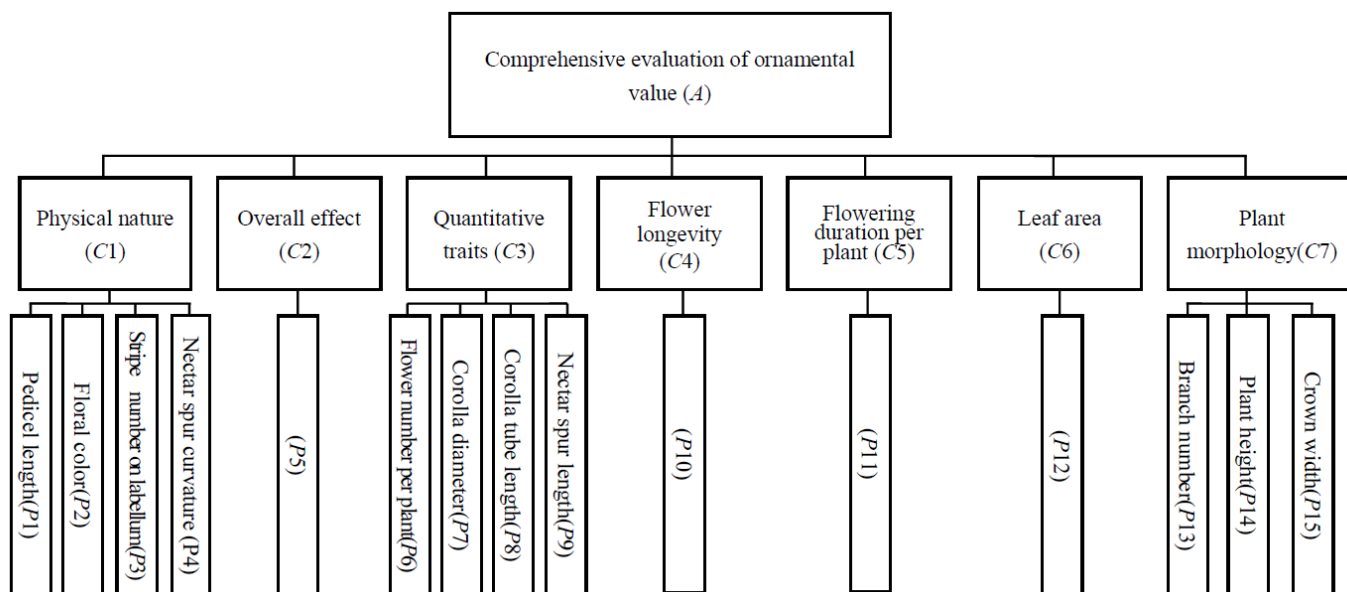 Comprehensive evaluation of ornamental
value (A)
Physical nature
(C1)
Overall effect
(C2)
Quantitative
traits (C3)
Flower
longevity
(C4)
Flowering
duration per
plant (C5)
Leaf area
(C6)
Plant
morphology(C7)
Pedicel length(P1)
Floral color(P2)
Stripe number on labellum(P3)
Nectar spur curvature (P4)
(P5)
Flower number per plant(P6)
Corolla diameter(P7)
Corolla tube length(P8)
Nectar spur length(P9)
(P10)
(P11)
(P12)
Branch number(P13)
Plant height(P14)
Crown width(P15)